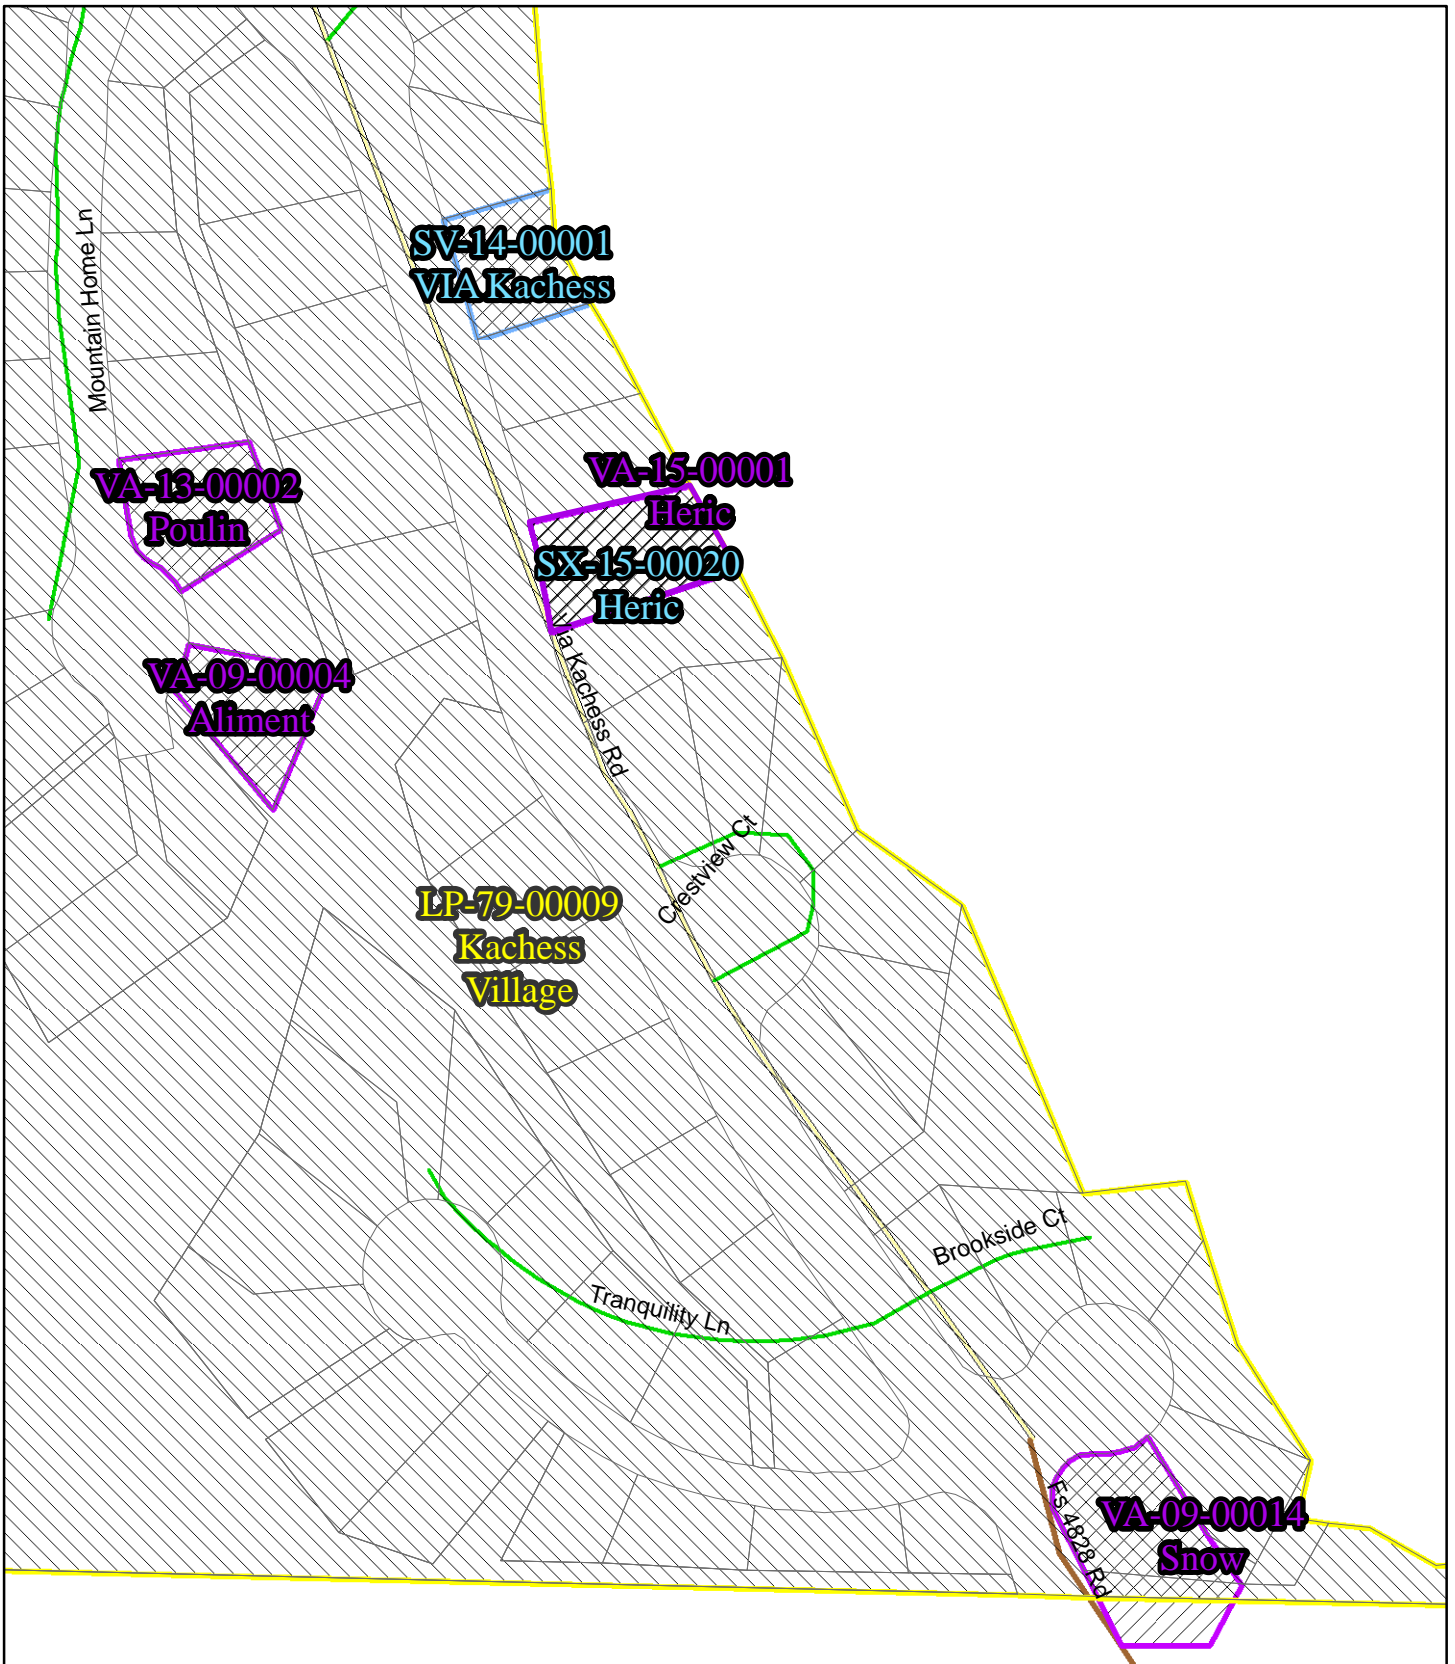 Mountain Home Ln
SV-14-00001
VIA Kachess
VA-15-00001
Heric
VA-13-00002
Poulin
SX-15-00020
Heric
Via Kachess Rd
VA-09-00004
Aliment
Crestview Ct
LP-79-00009
Kachess
Village
Brookside Ct
Tranquility Ln
Fs 4828 Rd
VA-09-00014
Snow